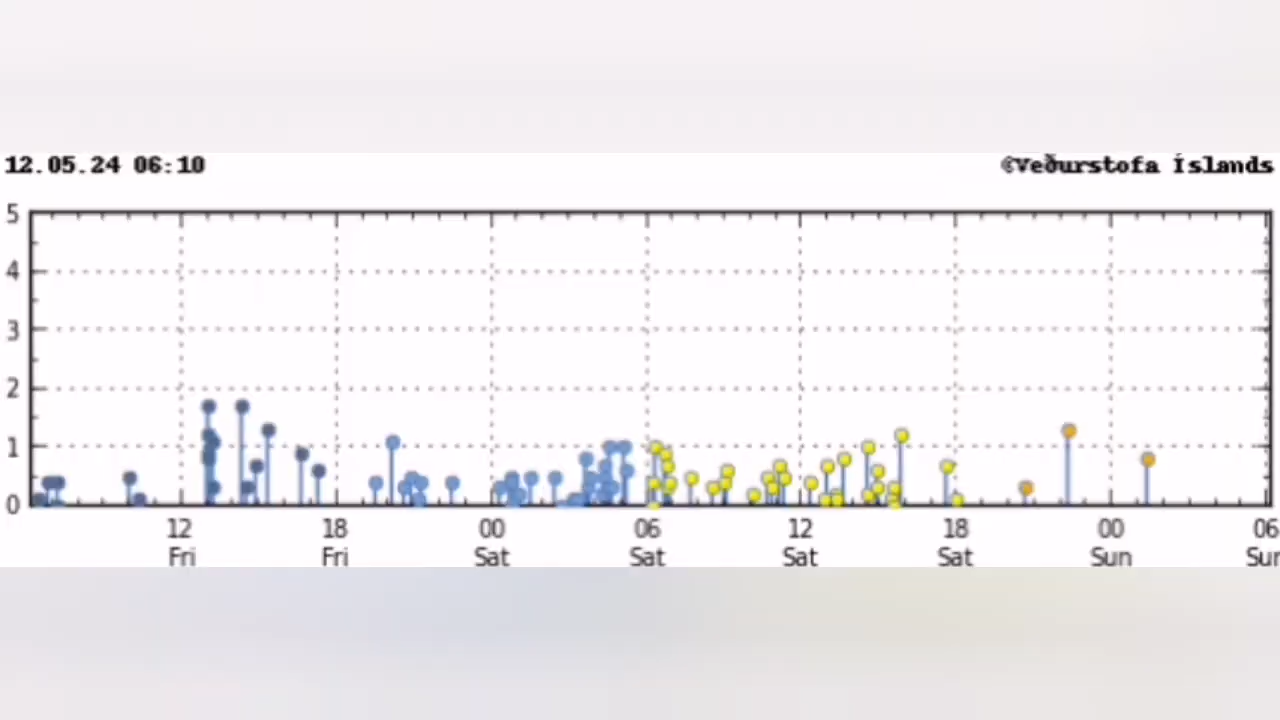 12.05.24 06:10 ©Veðurstofa Íslands
5
4
3
2
1
0
12 18 00 06 12 18 00 06
Fri Fri Sat Sat Sat Sat Sun Sun